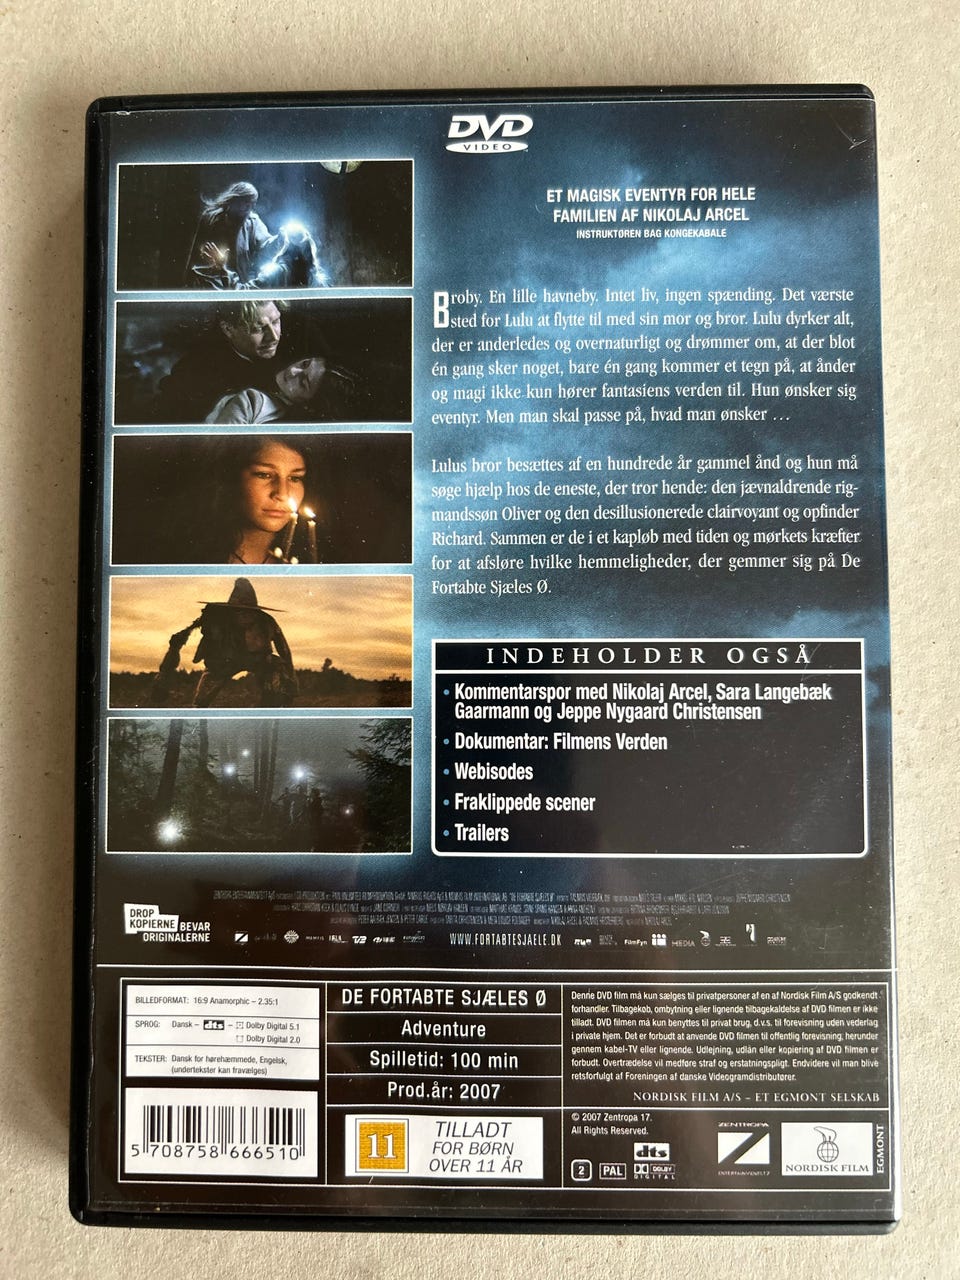 DVD
VIDEO
ET MAGISK EVENTYR FOR HELE
FAMILIEN AF NIKOLAJ ARCEL
INSTRUKTØREN BAG KONGEKABALE
Broby. En lille havneby. Intet liv, ingen spænding. Det værste
sted for Lulu at flytte til med sin mor og bror. Lulu dyrker alt,
der er anderledes og overnaturligt og drømmer om, at der blot
én gang sker noget, bare én gang kommer et tegn på, at ånder
og magi ikke kun hører fantasiens verden til. Hun ønsker sig
eventyr. Men man skal passe på, hvad man ønsker ...
Lulus bror besættes af en hundrede år gammel ånd og hun må
søge hjælp hos de eneste, der tror hende: den jævnaldrende rig-
mandssøn Oliver og den desillusionerede clairvoyant og opfinder
Richard. Sammen er de i et kapløb med tiden og mørkets kræfter
for at afsløre hvilke hemmeligheder, der gemmer sig på De
Fortabte Sjæles Ø.
INDEHOLDER OGSÅ
• Kommentarspor med Nikolaj Arcel, Sara Langebæk
Gaarmann og Jeppe Nygaard Christensen
• Dokumentar: Filmens Verden
• Webisodes
• Fraklippede scener
• Trailers
DROP
KOPIERNE BEVAR
ORIGINALERNE
WWW.FORTABTESJAELE.DK
FilmFyn
MEDIA
BILLEDFORMAT: 16:9 Anamorphic – 2.35:1
SPROG: Dansk – dts – Dolby Digital 5.1
Dolby Digital 2.0
TEKSTER: Dansk for hørehæmmede, Engelsk,
(undertekster kan fravælges)
5 708758 666510
DE FORTABTE SJÆLES Ø
Adventure
Spilletid: 100 min
Prod.år: 2007
11
TILLADT
FOR BØRN
OVER 11 ÅR
Denne DVD film må kun sælges til privatpersoner af en af Nordisk Film A/S godkendt
forhandler. Tilbagekøb, ombytning eller lignende tilbagekaldelse af DVD filmen er ikke
tilladt. DVD filmen må kun benyttes til privat brug, d.v.s. til forevisning uden vederlag
i private hjem. Det er forbudt at anvende DVD filmen til offentlig forevisning, herunder
gennem kabel-TV eller lignende. Udlejning, udlån eller kopiering af DVD filmen er
forbudt. Overtrædelse vil medføre straf og erstatningspligt. Endvidere vil man blive
retsforfulgt af Foreningen af danske Videogramdistributører.
NORDISK FILM A/S – ET EGMONT SELSKAB
© 2007 Zentropa 17.
All Rights Reserved.
2
PAL
dts
DOLBY
DIGITAL
ZENTROPA
NORDISK FILM
EGMONT